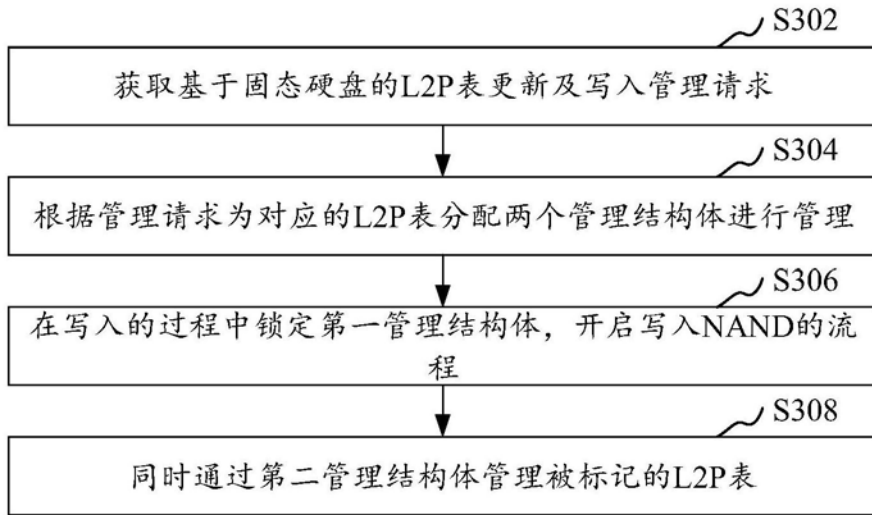 S302
获取基于固态硬盘的L2P表更新及写入管理请求
S304
根据管理请求为对应的L2P表分配两个管理结构体进行管理
S306
在写入的过程中锁定第一管理结构体，开启写入NAND的流
程
S308
同时通过第二管理结构体管理被标记的L2P表